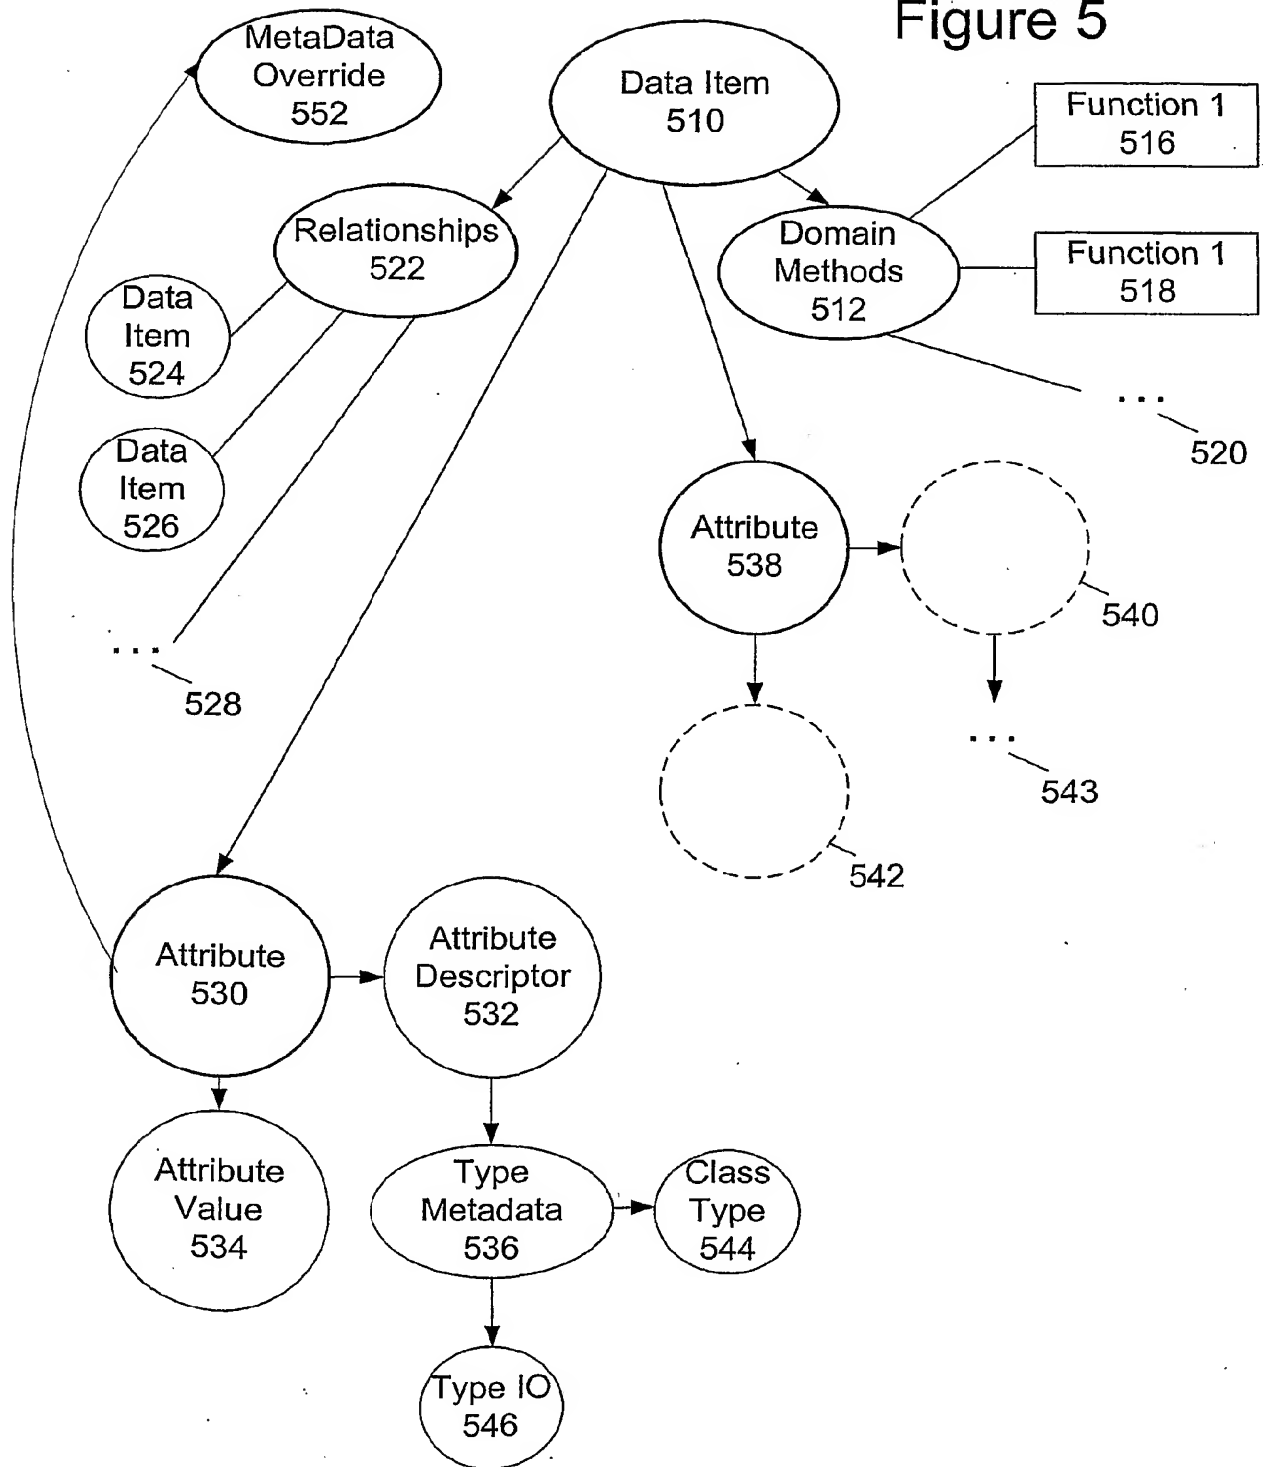 Figure 5
MetaData
Override
552
Data Item
510
Function 1
516
Relationships
522
Domain
Methods
512
Function 1
518
Data
Item
524
. . .
520
Data
Item
526
Attribute
538
540
. . .
528
. . .
543
542
Attribute
530
Attribute
Descriptor
532
Attribute
Value
534
Type
Metadata
536
Class
Type
544
Type IO
546